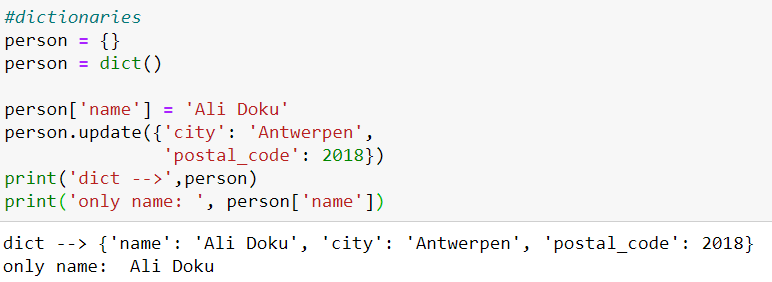 #dictionaries
person = {}
person = dict()
person['name'] = 'Ali Doku'
person.update({'city': 'Antwerpen',
'postal_code': 2018})
print('dict -->',person)
print('only name: ', person['name'])
dict --> {'name': 'Ali Doku', 'city': 'Antwerpen', 'postal_code': 2018}
only name:  Ali Doku